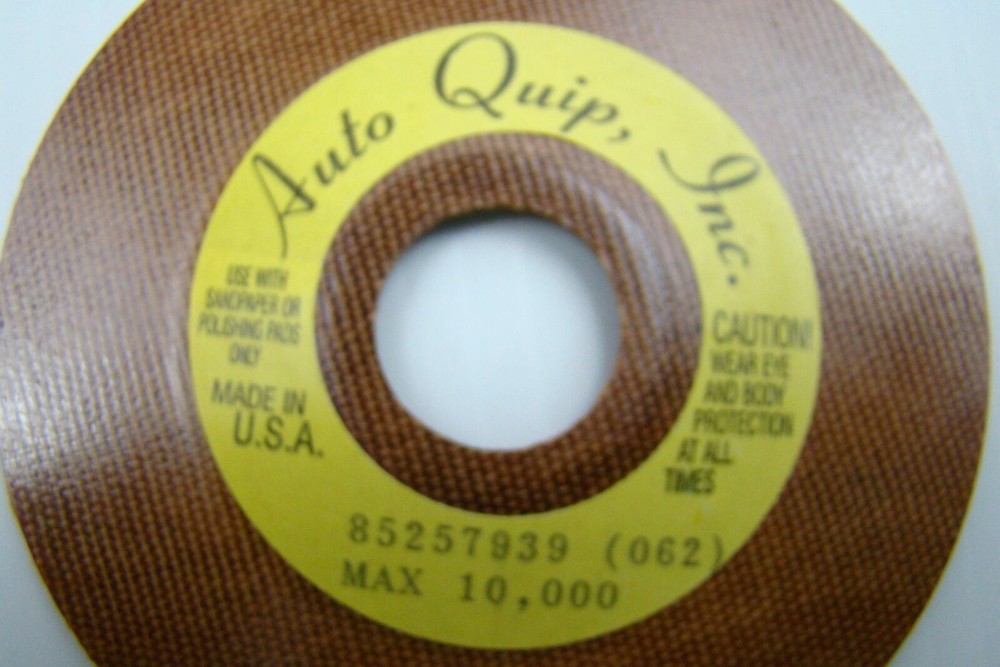 Auto Quip, Inc.
USE WITH
SANDPAPER OR
POLISHING PADS
ONLY
MADE IN
U.S.A.
CAUTION!
WEAR EYE
AND BODY
PROTECTION
AT ALL
TIMES
85257939 (062)
MAX 10,000